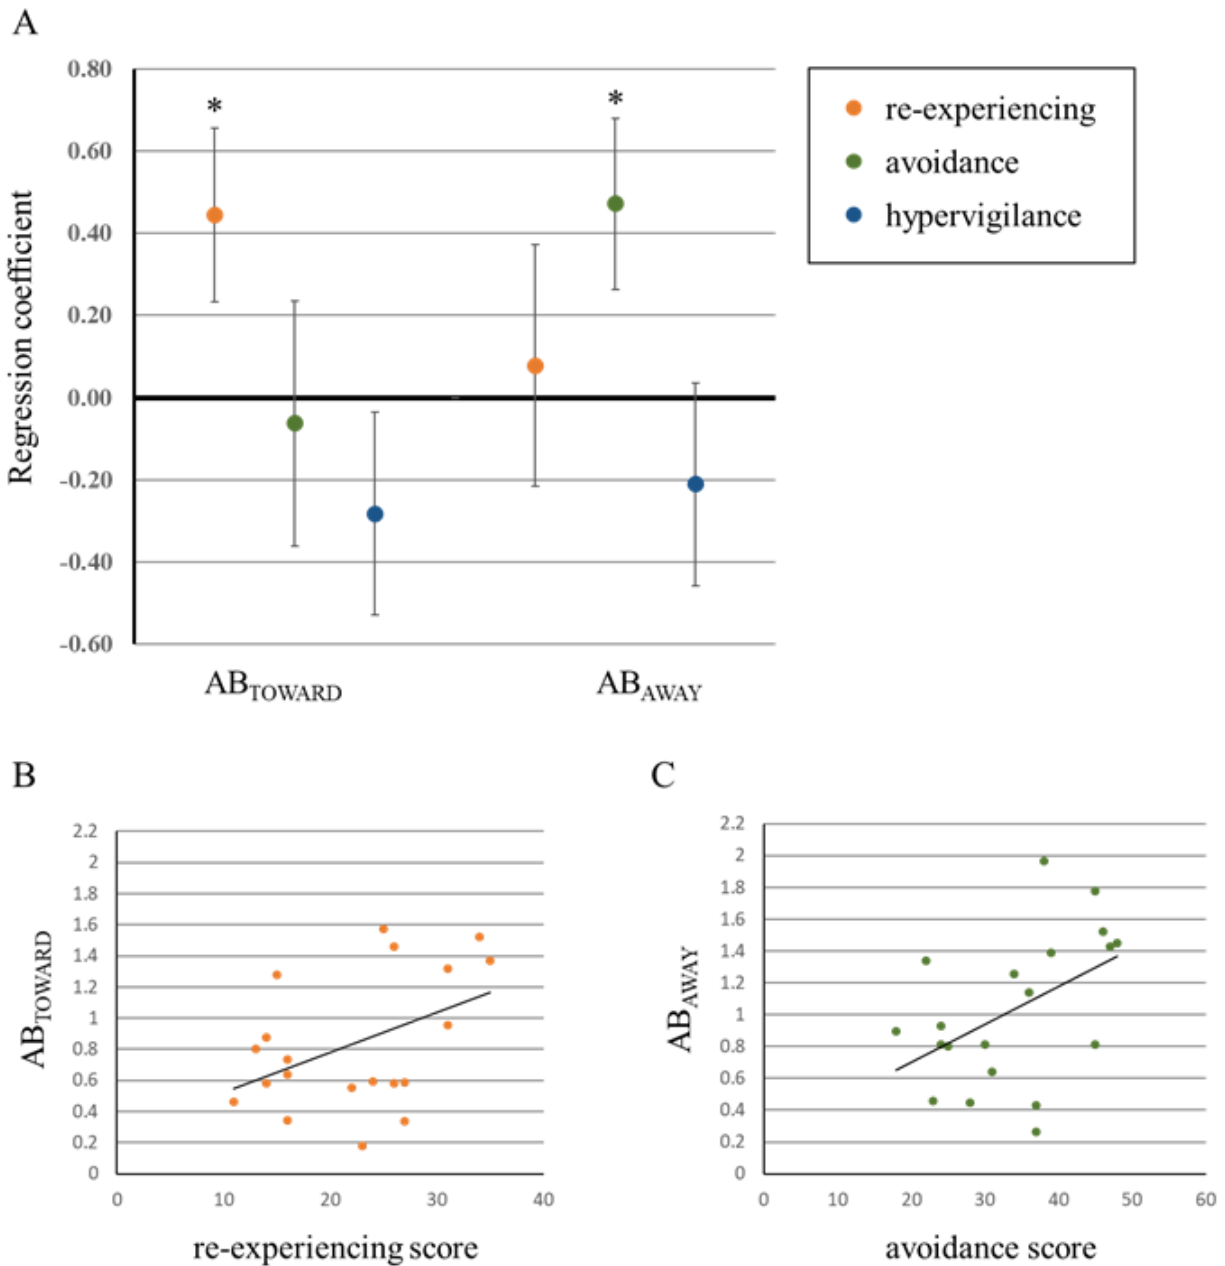 A
0.80
0.60
0.40
0.20
0.00
-0.20
-0.40
-0.60
Regression coefficient
*
*
AB_TOWARD
AB_AWAY
re-experiencing
avoidance
hypervigilance
B
2.2
2
1.8
1.6
1.4
1.2
1
0.8
0.6
0.4
0.2
0
AB_TOWARD
0 10 20 30 40
re-experiencing score
C
2.2
2
1.8
1.6
1.4
1.2
1
0.8
0.6
0.4
0.2
0
AB_AWAY
0 10 20 30 40 50 60
avoidance score